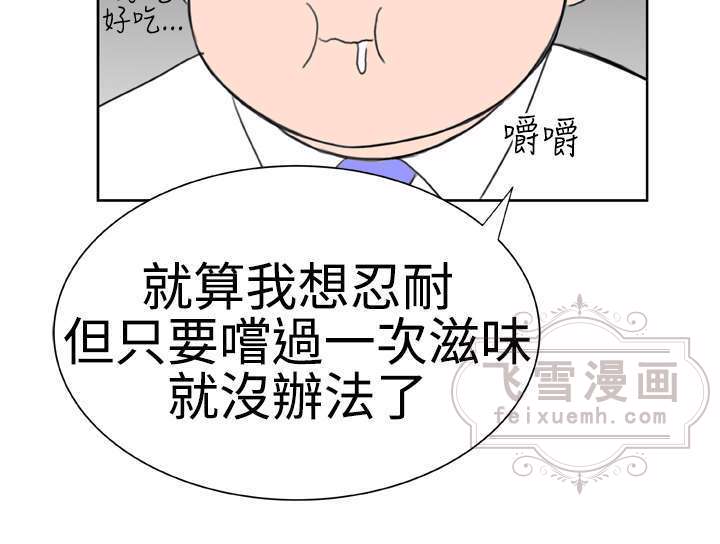 好吃...
嚼嚼
就算我想忍耐
但只要嚐過一次滋味
就沒辦法了
飞雪漫画
feixuemh.com